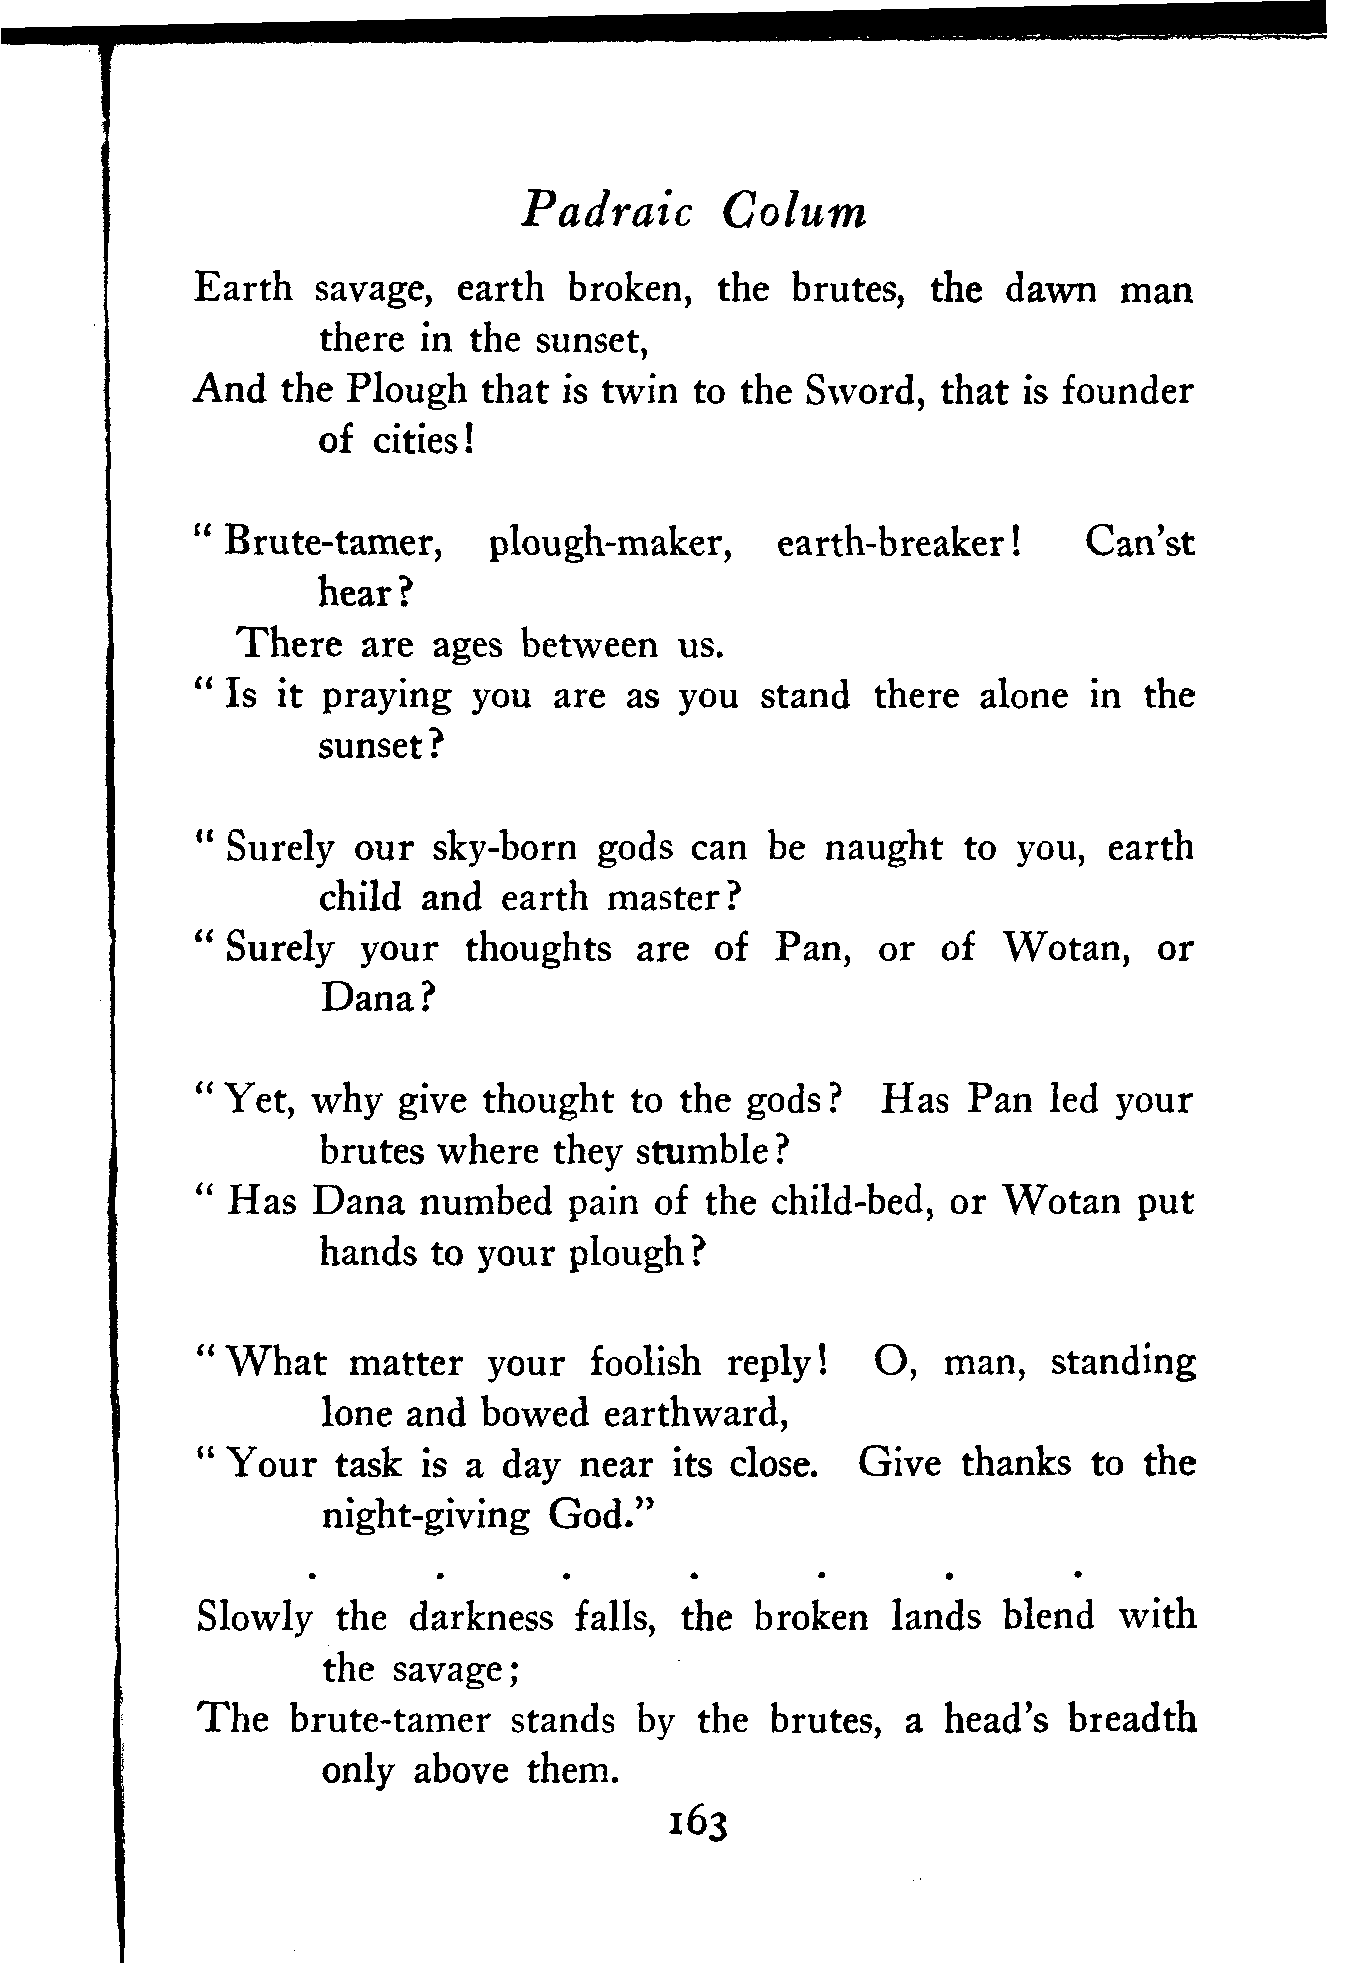 Padraic Colum
Earth savage, earth broken, the brutes, the dawn man
there in the sunset,
And the Plough that is twin to the Sword, that is founder
of cities!
" Brute-tamer, plough-maker, earth-breaker! Can'st
hear?
There are ages between us.
" Is it praying you are as you stand there alone in the
sunset?
" Surely our sky-born gods can be naught to you, earth
child and earth master?
" Surely your thoughts are of Pan, or of Wotan, or
Dana?
" Yet, why give thought to the gods? Has Pan led your
brutes where they stumble?
" Has Dana numbed pain of the child-bed, or Wotan put
hands to your plough?
" What matter your foolish reply! O, man, standing
lone and bowed earthward,
" Your task is a day near its close. Give thanks to the
night-giving God."
. . . . . . .
Slowly the darkness falls, the broken lands blend with
the savage;
The brute-tamer stands by the brutes, a head's breadth
only above them.
163